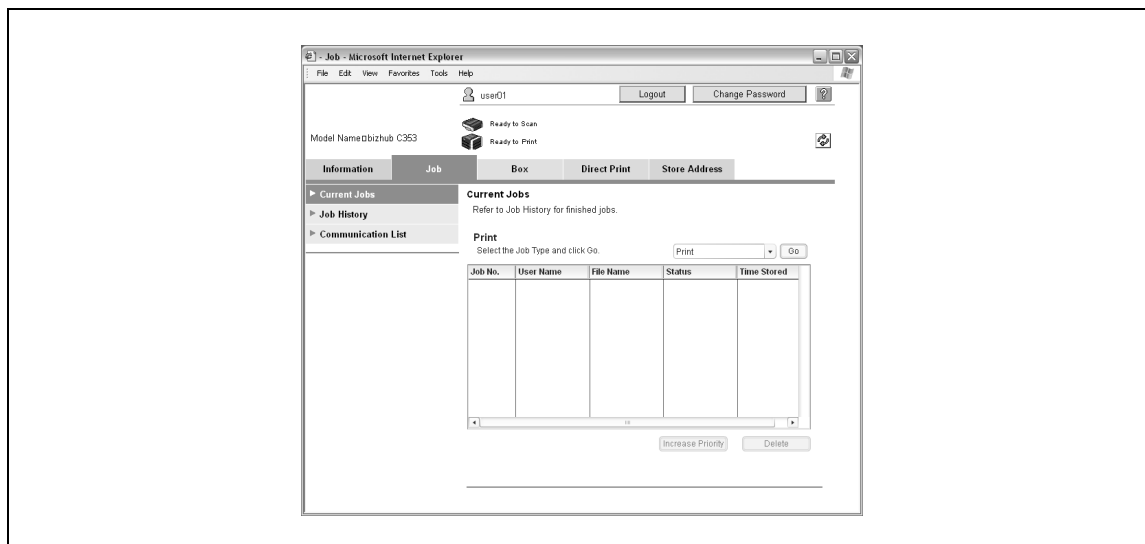 - Job - Microsoft Internet Explorer
File Edit View Favorites Tools Help
user01 Logout Change Password ?
Ready to Scan
Model Name□bizhub C353
Ready to Print
Information Job Box Direct Print Store Address
Current Jobs
Job History
Communication List
Current Jobs
Refer to Job History for finished jobs.
Print
Select the Job Type and click Go. Print Go
Job No. User Name File Name Status Time Stored
Increase Priority Delete